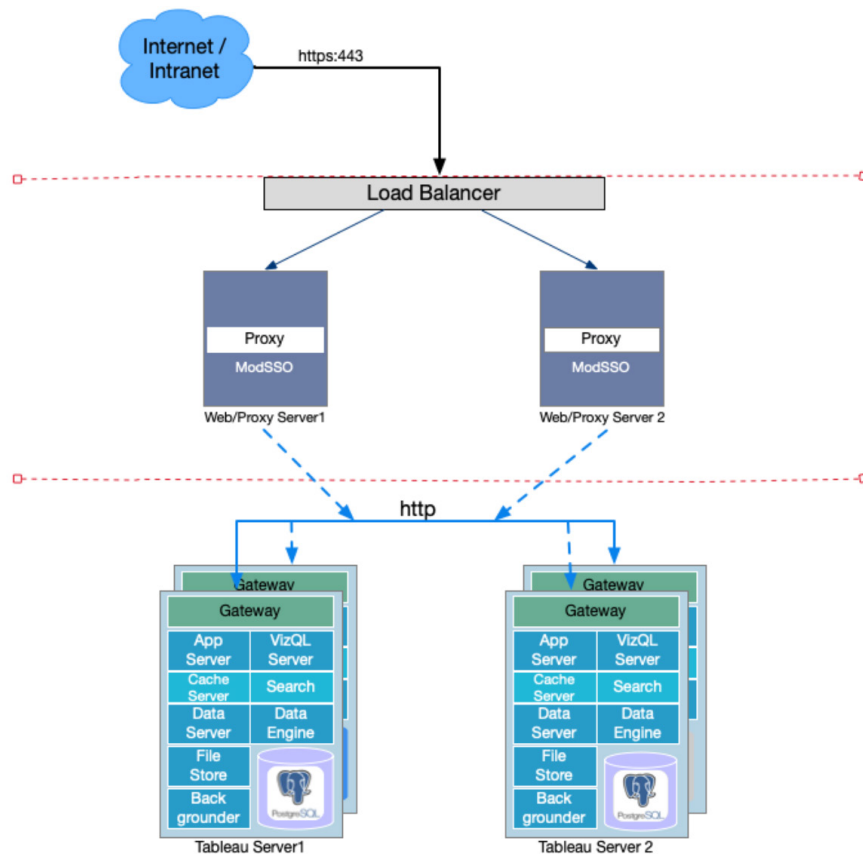 Internet /
Intranet
https:443
Load Balancer
Proxy
ModSSO
Web/Proxy Server1
Proxy
ModSSO
Web/Proxy Server 2
http
Gateway
Gateway
App
Server
VizQL
Server
Cache
Server
Search
Data
Server
Data
Engine
File
Store
Back
grounder
PostgreSQL
Tableau Server1
Gateway
Gateway
App
Server
VizQL
Server
Cache
Server
Search
Data
Server
Data
Engine
File
Store
Back
grounder
PostgreSQL
Tableau Server 2